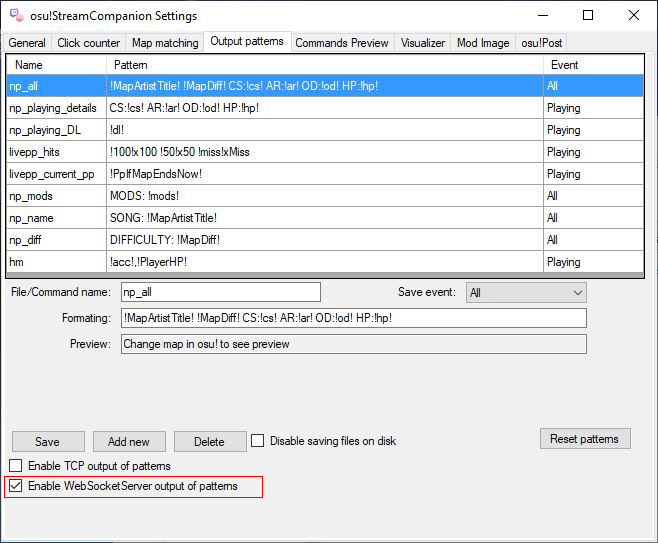 osu!StreamCompanion Settings
General Click counter Map matching Output patterns Commands Preview Visualizer Mod Image osu!Post
Name Pattern Event
np_all !MapArtistTitle! !MapDiff! CS:!cs! AR:!ar! OD:!od! HP:!hp! All
np_playing_details CS:!cs! AR:!ar! OD:!od! HP:!hp! Playing
np_playing_DL !dl! Playing
livepp_hits !100!x100 !50!x50 !miss!xMiss Playing
livepp_current_pp !PpIfMapEndsNow! Playing
np_mods MODS: !mods! All
np_name SONG: !MapArtistTitle! All
np_diff DIFFICULTY: !MapDiff! All
hm !acc!,!PlayerHP! Playing
File/Command name: np_all Save event: All
Formating: !MapArtistTitle! !MapDiff! CS:!cs! AR:!ar! OD:!od! HP:!hp!
Preview: Change map in osu! to see preview
Save Add new Delete Disable saving files on disk Reset patterns
Enable TCP output of patterns
Enable WebSocketServer output of patterns